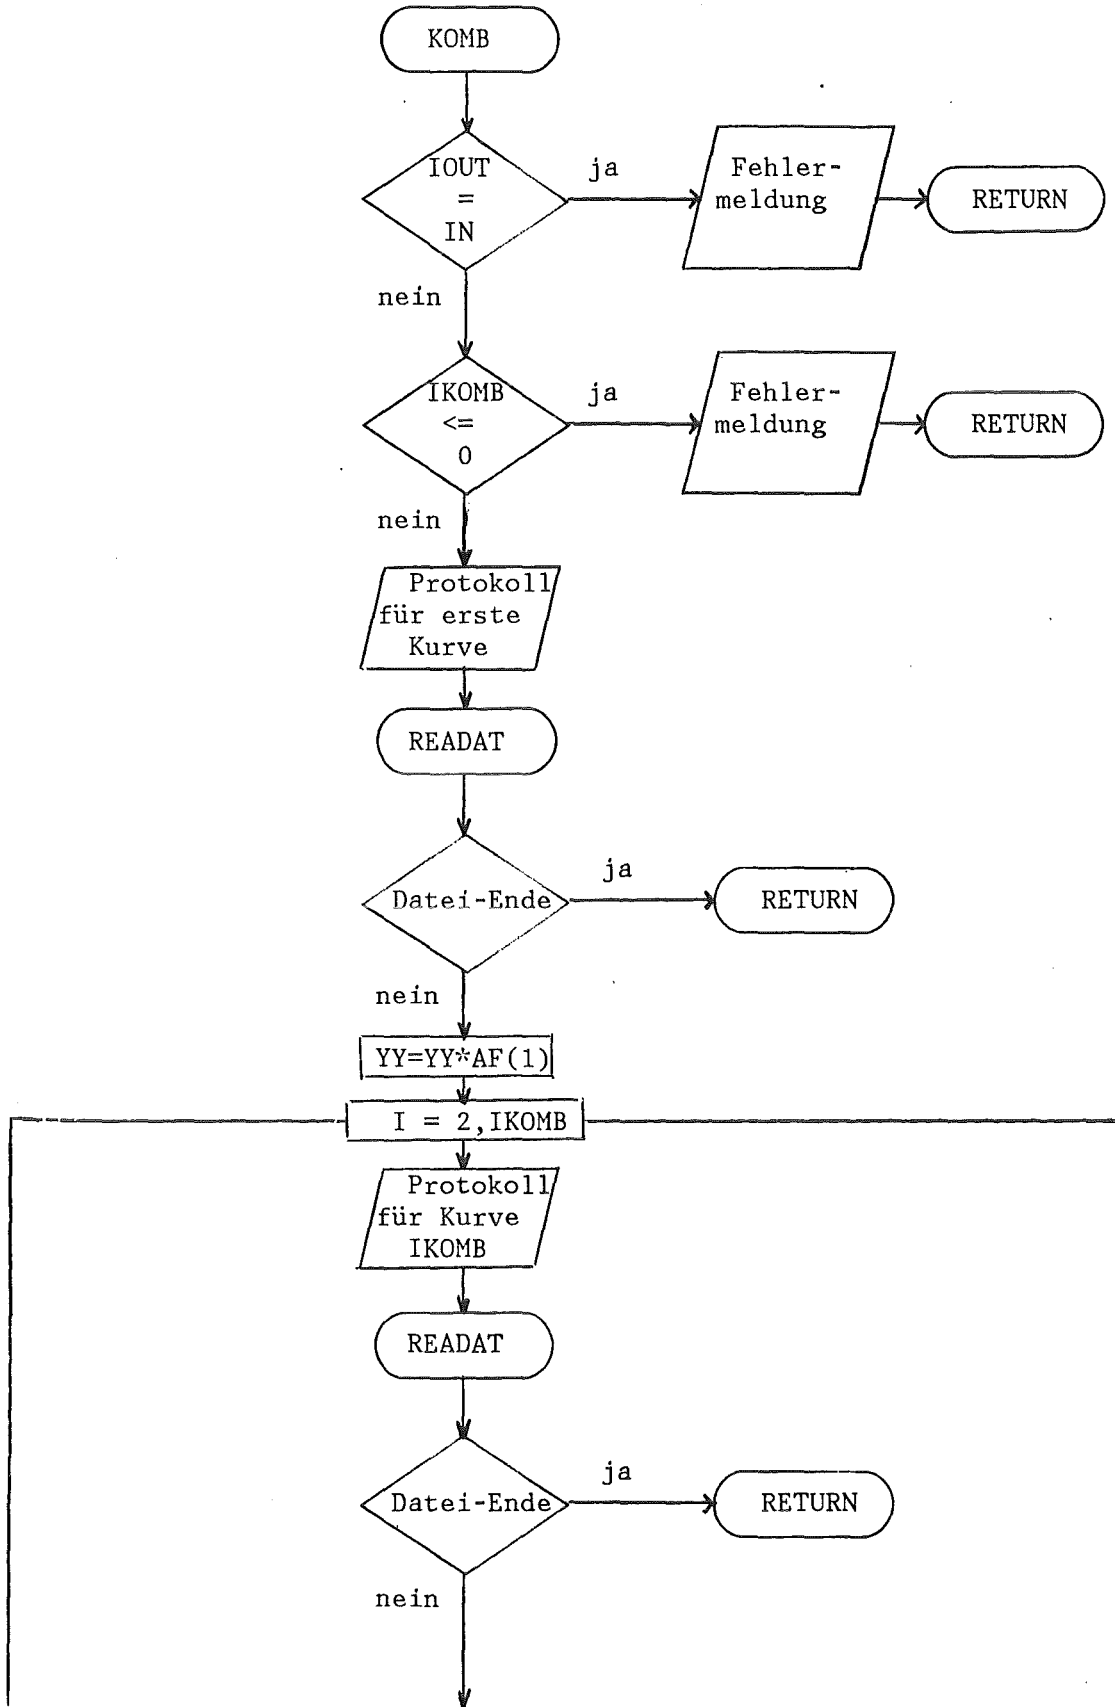 KOMB
IOUT
=
IN
ja
Fehler-
meldung
RETURN
nein
IKOMB
<=
0
ja
Fehler-
meldung
RETURN
nein
Protokoll
für erste
Kurve
READAT
Datei-Ende
ja
RETURN
nein
YY=YY*AF(1)
I = 2,IKOMB
Protokoll
für Kurve
IKOMB
READAT
Datei-Ende
ja
RETURN
nein